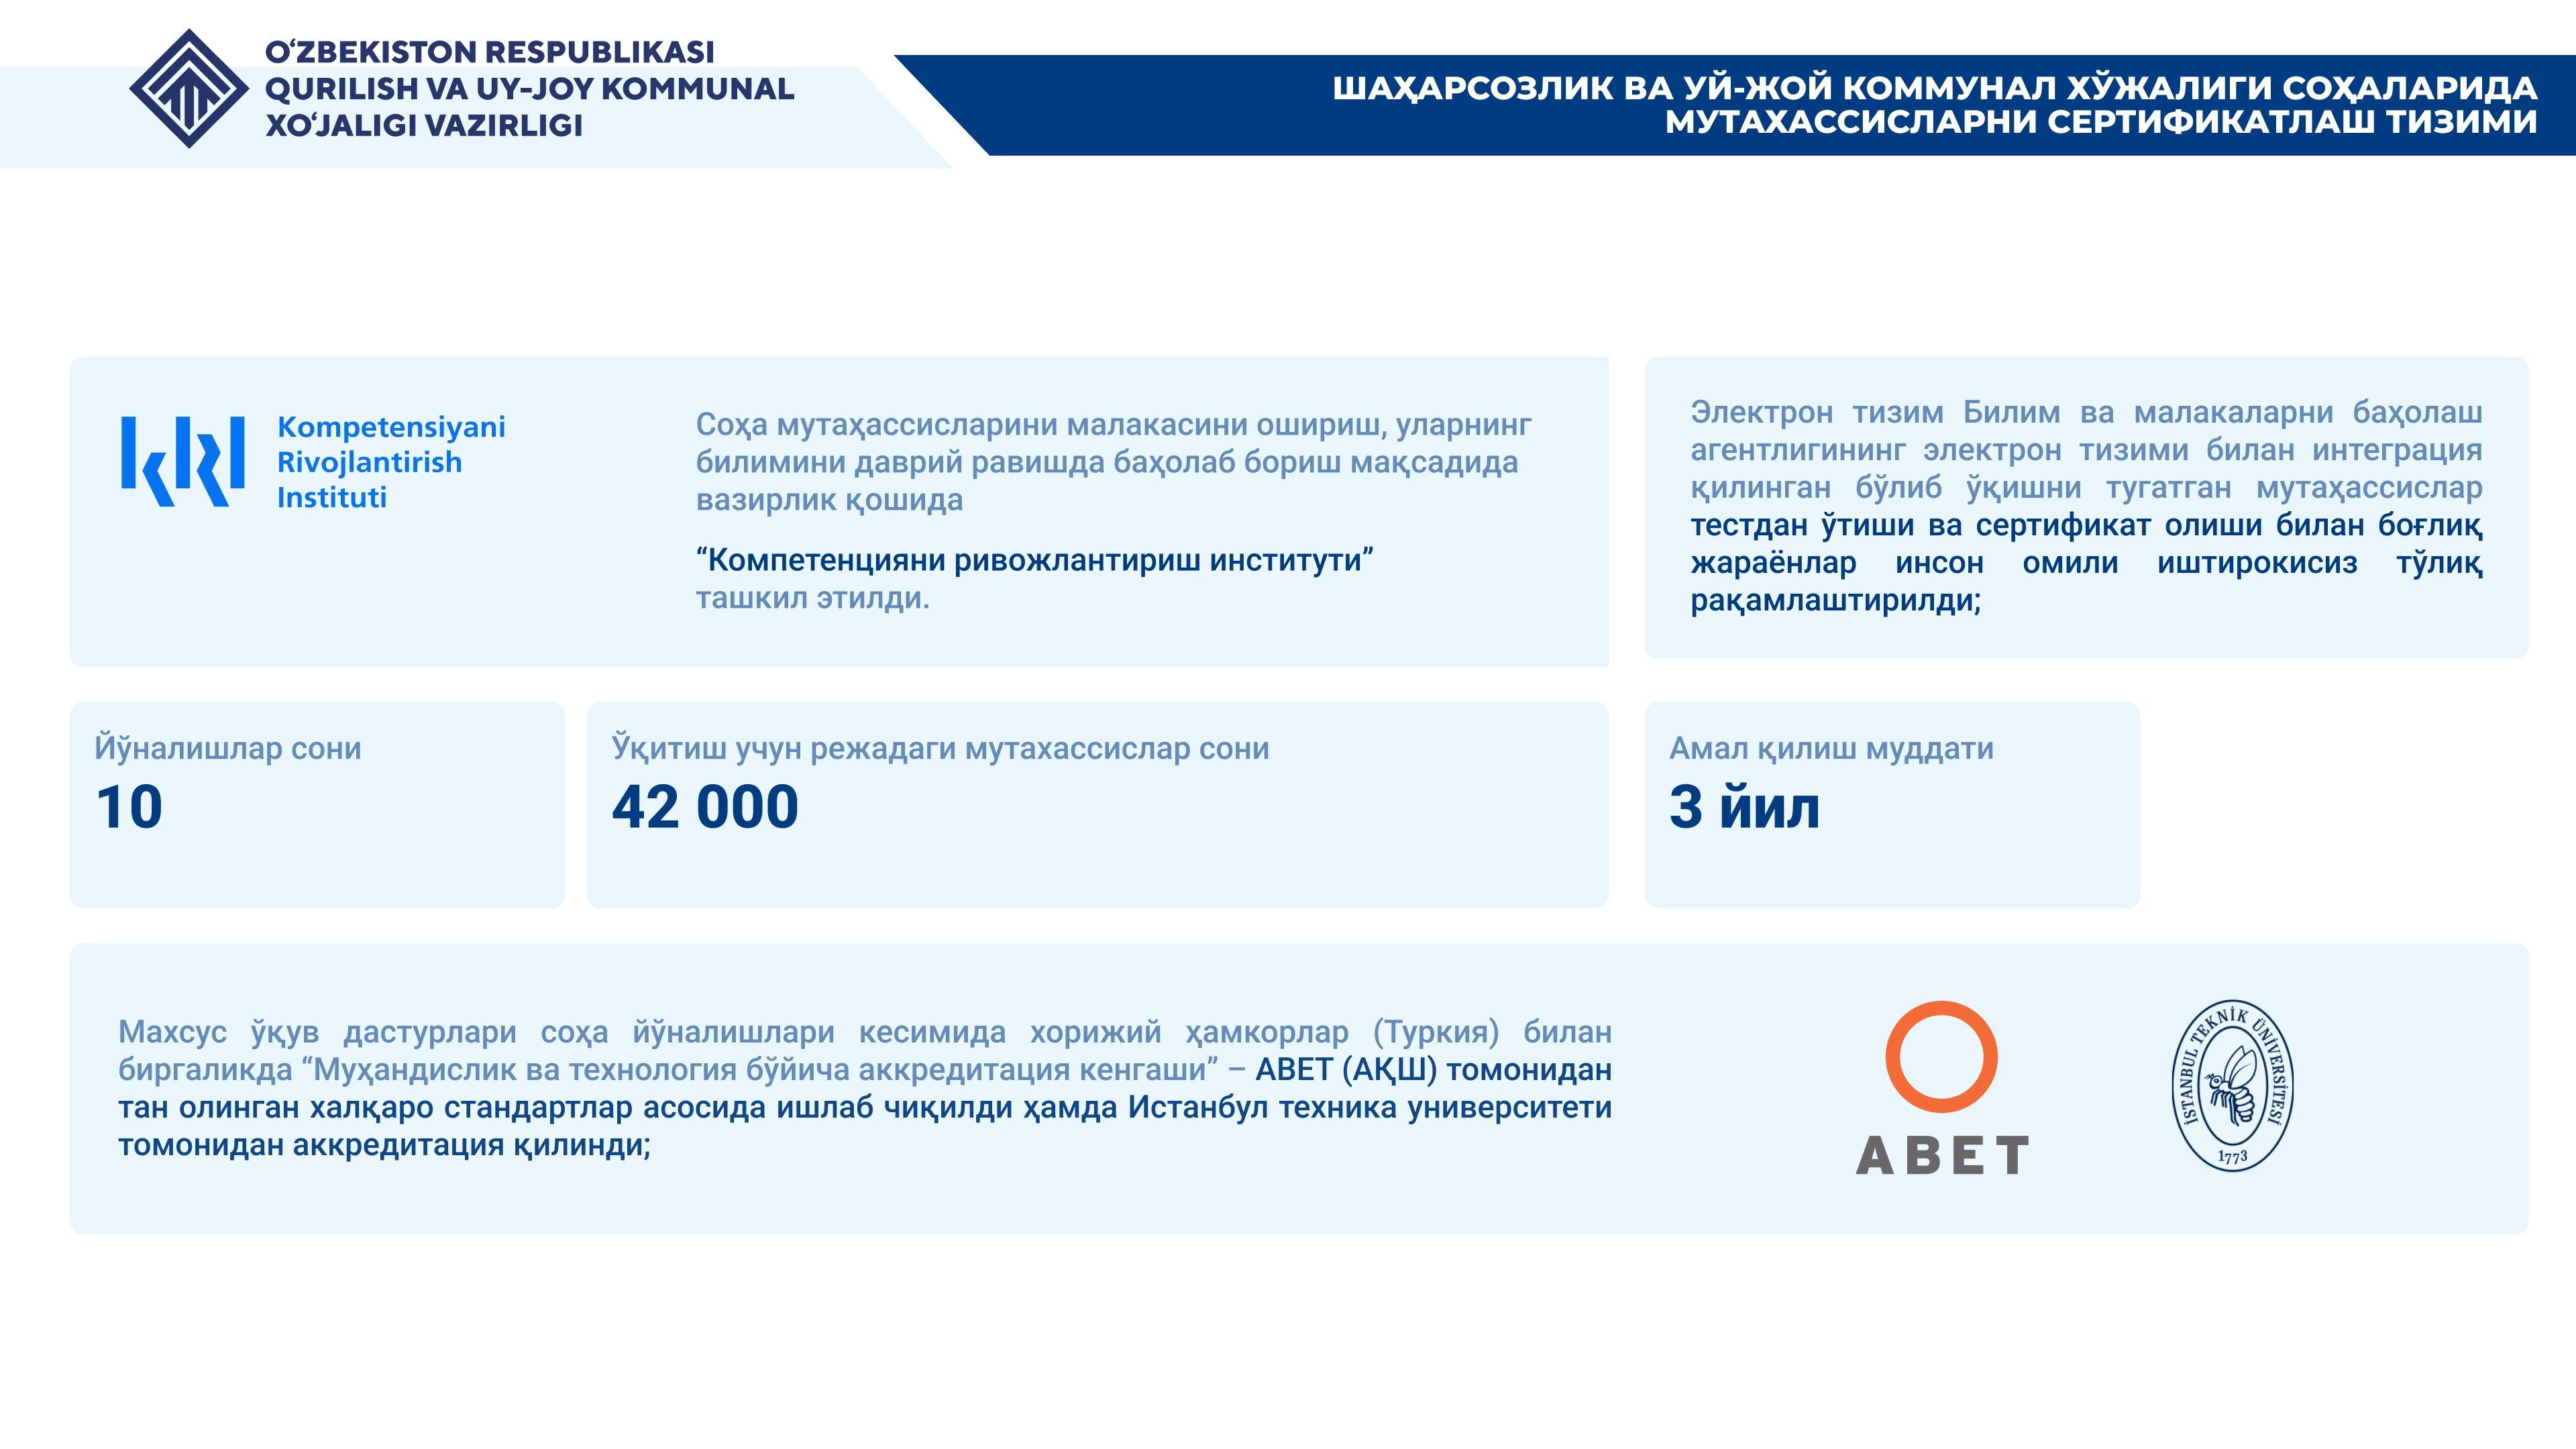 O‘ZBEKISTON RESPUBLIKASI
QURILISH VA UY-JOY KOMMUNAL
XO‘JALIGI VAZIRLIGI
ШАҲАРСОЗЛИК ВА УЙ-ЖОЙ КОММУНАЛ ХЎЖАЛИГИ СОҲАЛАРИДА
МУТАХАССИСЛАРНИ СЕРТИФИКАТЛАШ ТИЗИМИ
Kompetensiyani
Rivojlantirish
Instituti
Соҳа мутаҳассисларини малакасини ошириш, уларнинг
билимини даврий равишда баҳолаб бориш мақсадида
вазирлик қошида
“Компетенцияни ривожлантириш институти”
ташкил этилди.
Электрон тизим Билим ва малакаларни баҳолаш
агентлигининг электрон тизими билан интеграция
қилинган бўлиб ўқишни тугатган мутаҳассислар
тестдан ўтиши ва сертификат олиши билан боғлиқ
жараёнлар инсон омили иштирокисиз тўлиқ
рақамлаштирилди;
Йўналишлар сони
10
Ўқитиш учун режадаги мутахассислар сони
42 000
Амал қилиш муддати
3 йил
Махсус ўқув дастурлари соҳа йўналишлари кесимида хорижий ҳамкорлар (Туркия) билан
биргаликда “Муҳандислик ва технология бўйича аккредитация кенгаши” – ABET (АҚШ) томонидан
тан олинган халқаро стандартлар асосида ишлаб чиқилди ҳамда Истанбул техника университети
томонидан аккредитация қилинди;
ABET
İSTANBUL TEKNİK ÜNİVERSİTESİ
1773